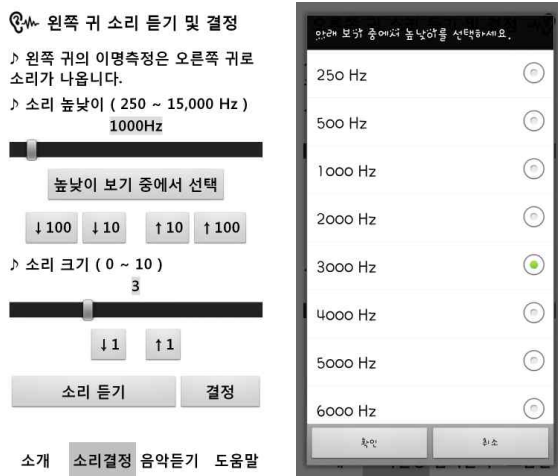 왼쪽 귀 소리 듣기 및 결정
♪ 왼쪽 귀의 이명측정은 오른쪽 귀로
소리가 나옵니다.
♪ 소리 높낮이 ( 250 ~ 15,000 Hz )
1000Hz
높낮이 보기 중에서 선택
↓100 ↓10 ↑10 ↑100
♪ 소리 크기 ( 0 ~ 10 )
3
↓1 ↑1
소리 듣기 결정
소개 소리결정 음악듣기 도움말
아래 보기 중에서 높낮이를 선택하세요.
250 Hz
500 Hz
1000 Hz
2000 Hz
3000 Hz
4000 Hz
5000 Hz
6000 Hz
확인 취소